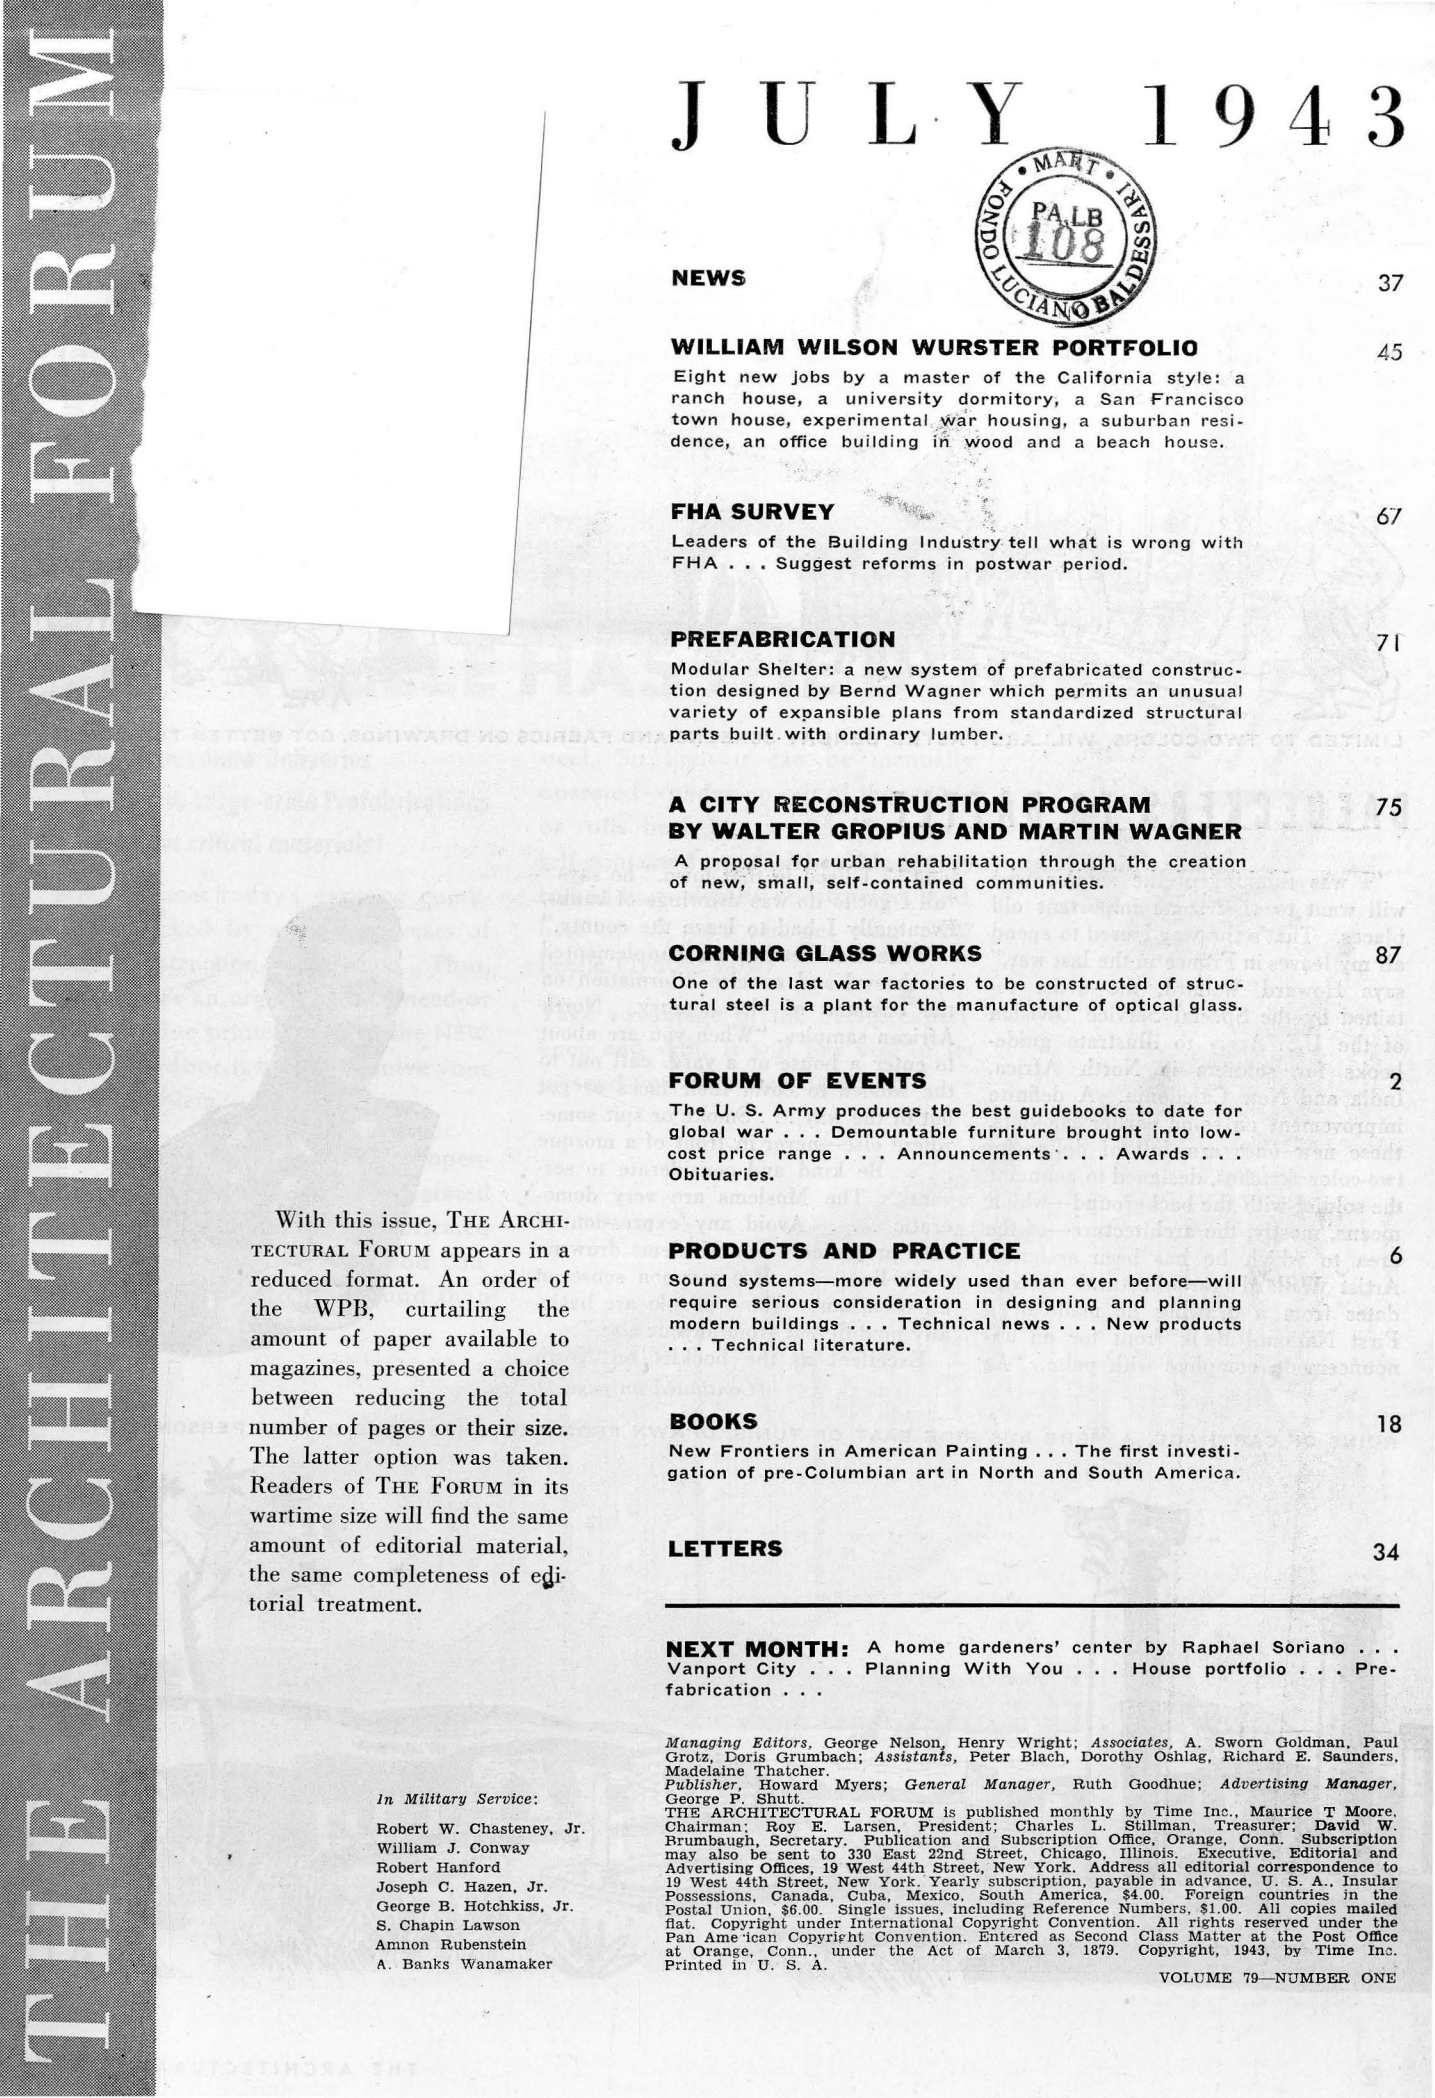 THE ARCHITECTURAL FORUM
JULY 1943
• MART •
FONDO LUCIANO BALDESSARI
PA.LB
108
NEWS 37
WILLIAM WILSON WURSTER PORTFOLIO 45
Eight new jobs by a master of the California style: a
ranch house, a university dormitory, a San Francisco
town house, experimental war housing, a suburban resi-
dence, an office building in wood and a beach house.
FHA SURVEY 67
Leaders of the Building Industry tell what is wrong with
FHA . . . Suggest reforms in postwar period.
PREFABRICATION 71
Modular Shelter: a new system of prefabricated construc-
tion designed by Bernd Wagner which permits an unusual
variety of expansible plans from standardized structural
parts built with ordinary lumber.
A CITY RECONSTRUCTION PROGRAM 75
BY WALTER GROPIUS AND MARTIN WAGNER
A proposal for urban rehabilitation through the creation
of new, small, self-contained communities.
CORNING GLASS WORKS 87
One of the last war factories to be constructed of struc-
tural steel is a plant for the manufacture of optical glass.
FORUM OF EVENTS 2
The U. S. Army produces the best guidebooks to date for
global war . . . Demountable furniture brought into low-
cost price range . . . Announcements . . . Awards . . .
Obituaries.
PRODUCTS AND PRACTICE 6
Sound systems—more widely used than ever before—will
require serious consideration in designing and planning
modern buildings . . . Technical news . . . New products
. . . Technical literature.
BOOKS 18
New Frontiers in American Painting . . . The first investi-
gation of pre-Columbian art in North and South America.
LETTERS 34
With this issue, THE ARCHI-
TECTURAL FORUM appears in a
reduced format. An order of
the WPB, curtailing the
amount of paper available to
magazines, presented a choice
between reducing the total
number of pages or their size.
The latter option was taken.
Readers of THE FORUM in its
wartime size will find the same
amount of editorial material,
the same completeness of edi-
torial treatment.
NEXT MONTH: A home gardeners' center by Raphael Soriano . . .
Vanport City . . . Planning With You . . . House portfolio . . . Pre-
fabrication . . .
In Military Service:
Robert W. Chasteney, Jr.
William J. Conway
Robert Hanford
Joseph C. Hazen, Jr.
George B. Hotchkiss, Jr.
S. Chapin Lawson
Amnon Rubenstein
A. Banks Wanamaker
Managing Editors, George Nelson, Henry Wright; Associates, A. Sworn Goldman, Paul
Grotz, Doris Grumbach; Assistants, Peter Blach, Dorothy Oshlag, Richard E. Saunders,
Madelaine Thatcher.
Publisher, Howard Myers; General Manager, Ruth Goodhue; Advertising Manager,
George P. Shutt.
THE ARCHITECTURAL FORUM is published monthly by Time Inc., Maurice T Moore,
Chairman; Roy E. Larsen, President; Charles L. Stillman, Treasurer; David W.
Brumbaugh, Secretary. Publication and Subscription Office, Orange, Conn. Subscription
may also be sent to 330 East 22nd Street, Chicago, Illinois. Executive, Editorial and
Advertising Offices, 19 West 44th Street, New York. Address all editorial correspondence to
19 West 44th Street, New York. Yearly subscription, payable in advance, U. S. A., Insular
Possessions, Canada, Cuba, Mexico, South America, $4.00. Foreign countries in the
Postal Union, $6.00. Single issues, including Reference Numbers, $1.00. All copies mailed
flat. Copyright under International Copyright Convention. All rights reserved under the
Pan American Copyright Convention. Entered as Second Class Matter at the Post Office
at Orange, Conn., under the Act of March 3, 1879. Copyright, 1943, by Time Inc.
Printed in U. S. A.
VOLUME 79—NUMBER ONE